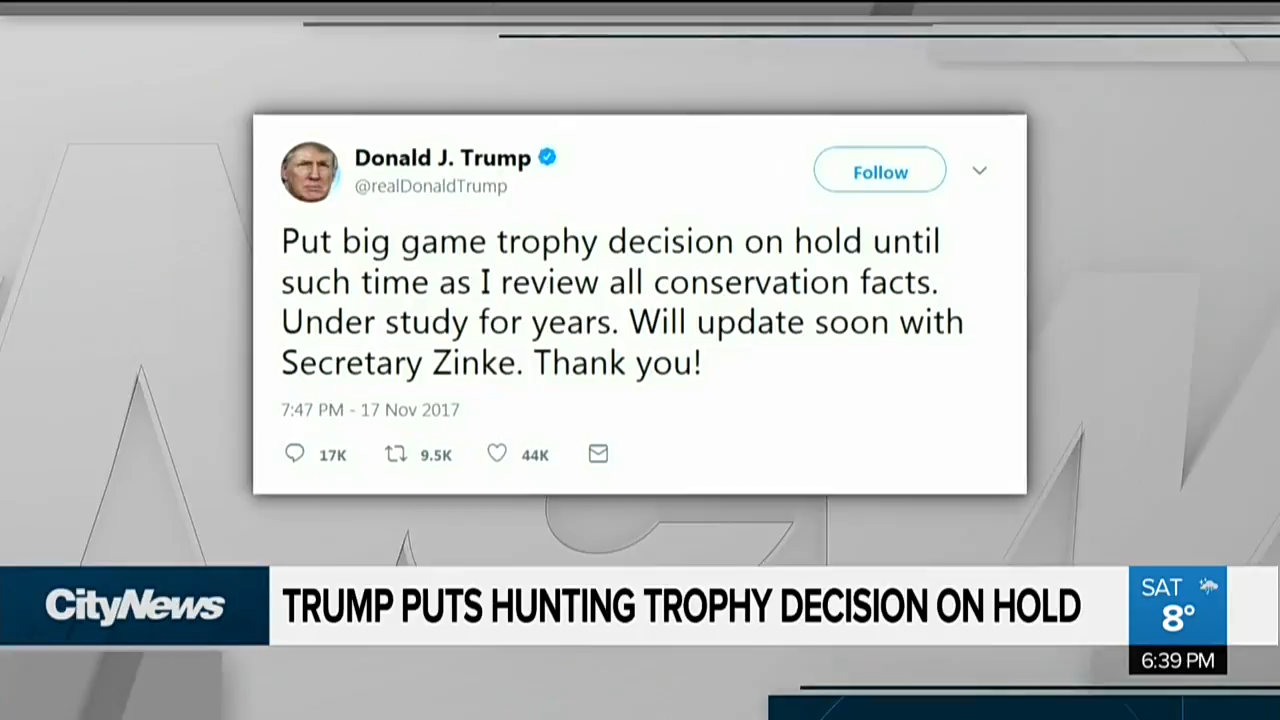 Donald J. Trump
@realDonaldTrump
Follow
Put big game trophy decision on hold until
such time as I review all conservation facts.
Under study for years. Will update soon with
Secretary Zinke. Thank you!
7:47 PM - 17 Nov 2017
17K 9.5K 44K
CityNews
TRUMP PUTS HUNTING TROPHY DECISION ON HOLD
SAT
8°
6:39 PM